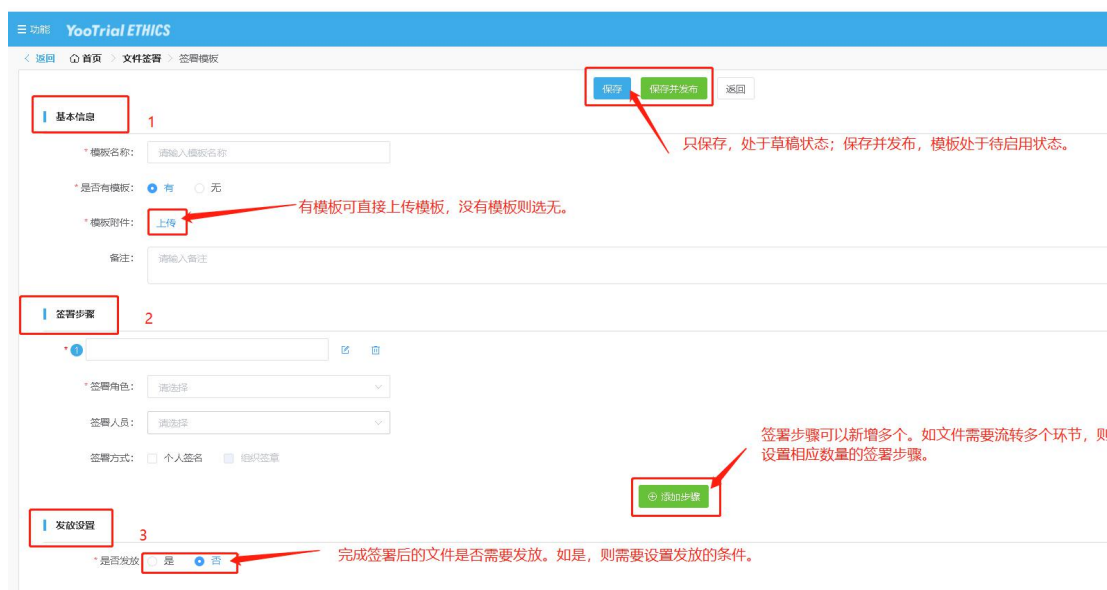 功能 YooTrial ETHICS
返回 首页 文件签署 签署模板
保存 保存并发布 返回
基本信息
1
只保存，处于草稿状态；保存并发布，模板处于待启用状态。
*模板名称： 请输入模板名称
*是否有模板： 有 无
有模板可直接上传模板，没有模板则选无。
*模板附件： 上传
备注： 请输入备注
签署步骤
2
* 1
*签署角色： 请选择
签署人员： 请选择
签署步骤可以新增多个。如文件需要流转多个环节，则
设置相应数量的签署步骤。
签署方式： 个人签名 组织签章
添加步骤
发放设置
3
*是否发放 是 否
完成签署后的文件是否需要发放。如是，则需要设置发放的条件。